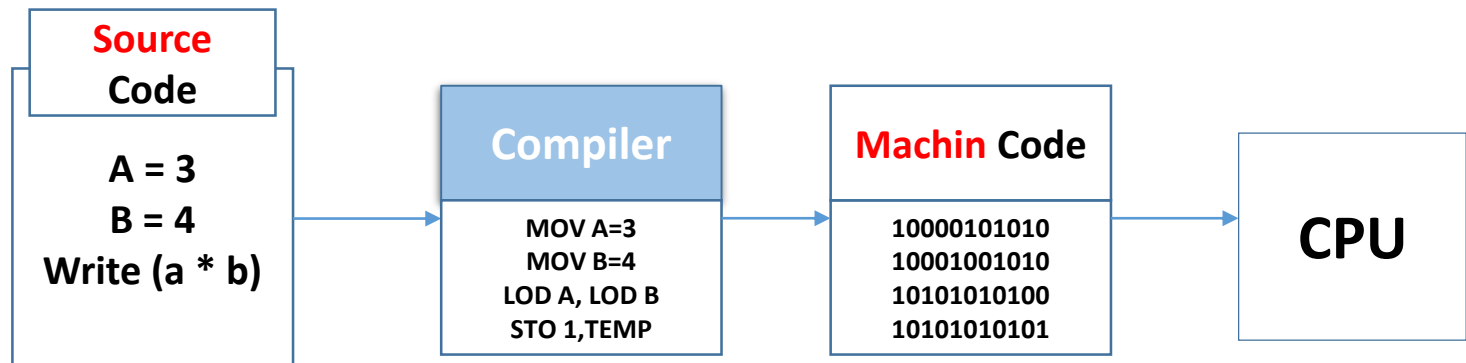 Source
Code
A = 3
B = 4
Write (a * b)
Compiler
MOV A=3
MOV B=4
LOD A, LOD B
STO 1,TEMP
Machin Code
10000101010
10001001010
10101010100
10101010101
CPU